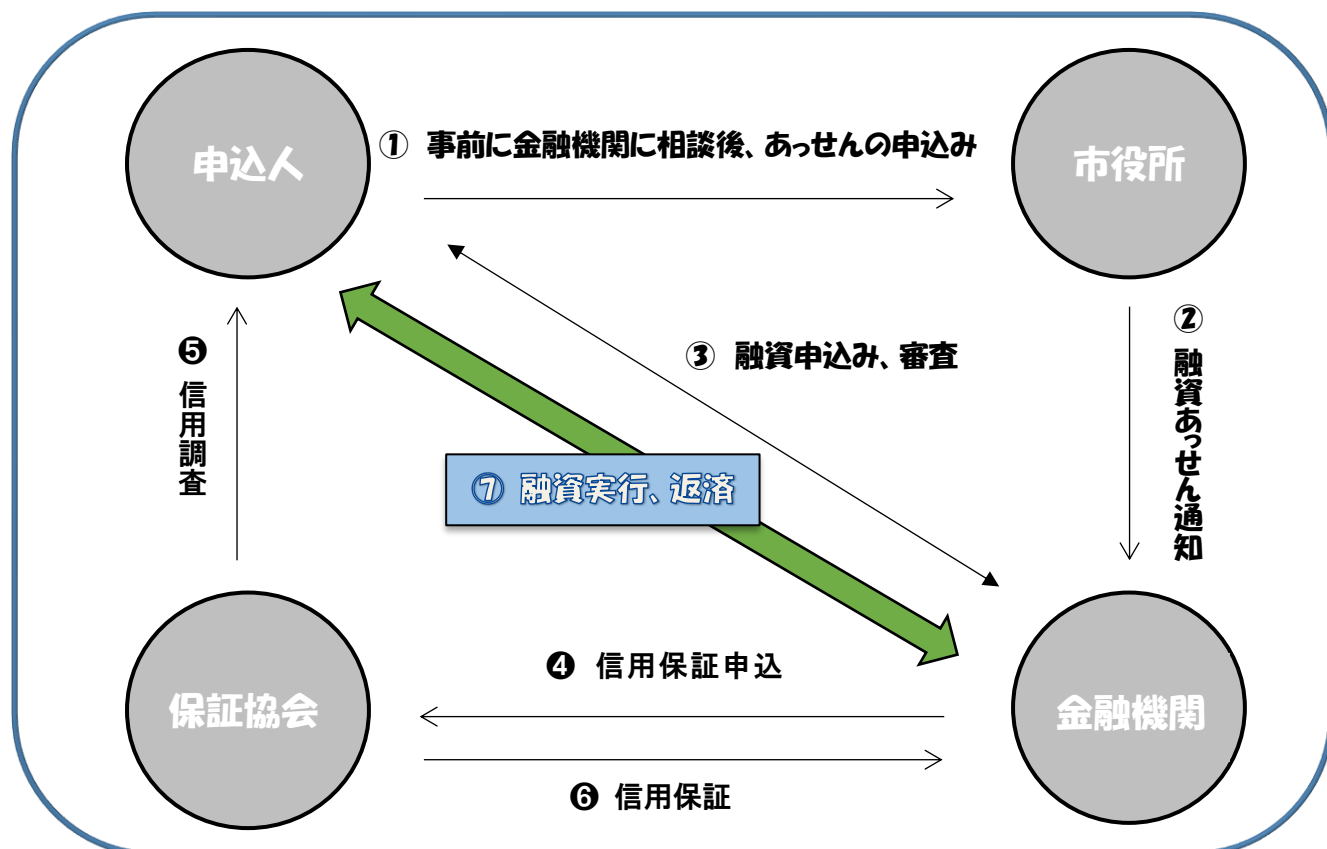 申込人
① 事前に金融機関に相談後、あっせんの申込み
市役所
② 融資あっせん通知
③ 融資申込み、審査
❺ 信用調査
⑦ 融資実行、返済
❹ 信用保証申込
保証協会
金融機関
❻ 信用保証